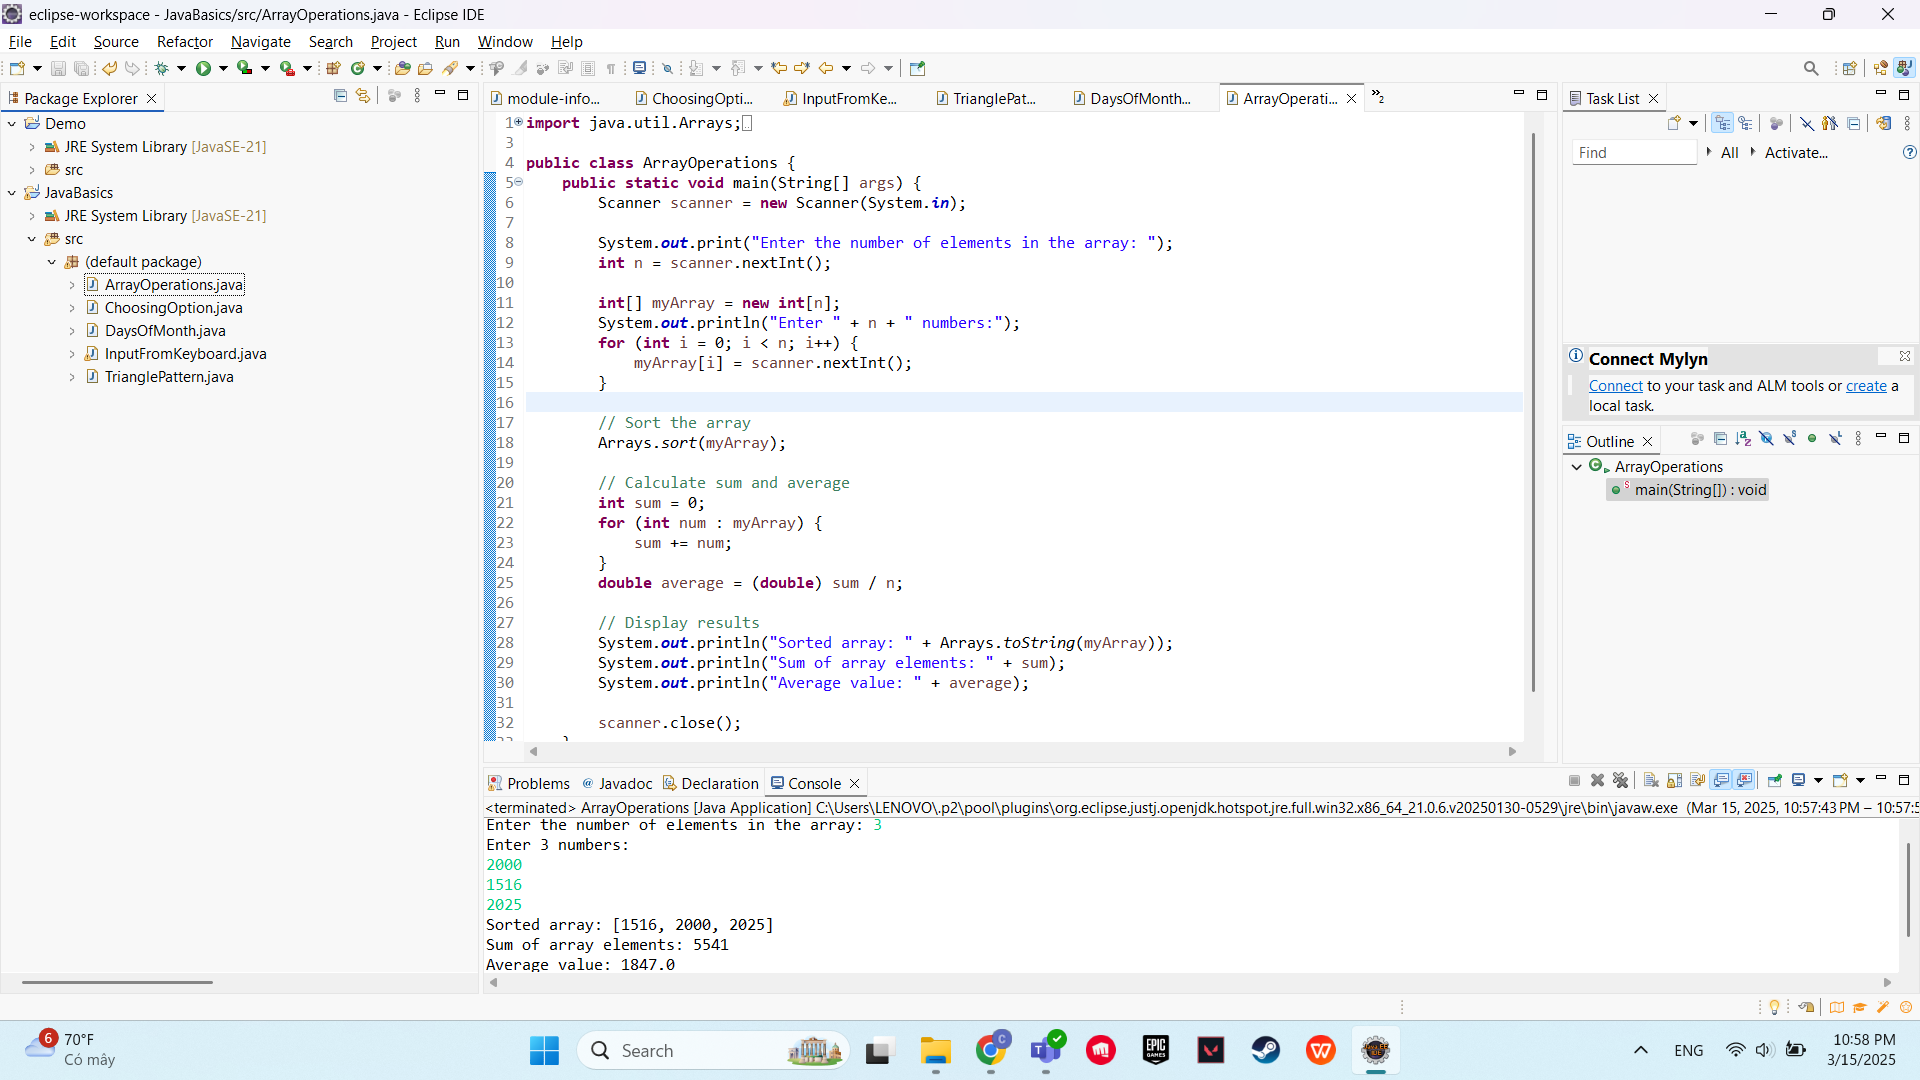 eclipse-workspace - JavaBasics/src/ArrayOperations.java - Eclipse IDE
File Edit Source Refactor Navigate Search Project Run Window Help
Package Explorer
Demo
JRE System Library [JavaSE-21]
src
JavaBasics
JRE System Library [JavaSE-21]
src
(default package)
ArrayOperations.java
ChoosingOption.java
DaysOfMonth.java
InputFromKeyboard.java
TrianglePattern.java
module-info... ChoosingOpti... InputFromKe... TrianglePat... DaysOfMonth... ArrayOperati... »2
1 import java.util.Arrays;
3
4 public class ArrayOperations {
5     public static void main(String[] args) {
6         Scanner scanner = new Scanner(System.in);
7
8         System.out.print("Enter the number of elements in the array: ");
9         int n = scanner.nextInt();
10
11         int[] myArray = new int[n];
12         System.out.println("Enter " + n + " numbers:");
13         for (int i = 0; i < n; i++) {
14             myArray[i] = scanner.nextInt();
15         }
16
17         // Sort the array
18         Arrays.sort(myArray);
19
20         // Calculate sum and average
21         int sum = 0;
22         for (int num : myArray) {
23             sum += num;
24         }
25         double average = (double) sum / n;
26
27         // Display results
28         System.out.println("Sorted array: " + Arrays.toString(myArray));
29         System.out.println("Sum of array elements: " + sum);
30         System.out.println("Average value: " + average);
31
32         scanner.close();
Task List
Find All Activate...
Connect Mylyn
Connect to your task and ALM tools or create a
local task.
Outline
ArrayOperations
main(String[]) : void
Problems Javadoc Declaration Console
<terminated> ArrayOperations [Java Application] C:\Users\LENOVO\.p2\pool\plugins\org.eclipse.justj.openjdk.hotspot.jre.full.win32.x86_64_21.0.6.v20250130-0529\jre\bin\javaw.exe (Mar 15, 2025, 10:57:43 PM – 10:57:5
Enter the number of elements in the array: 3
Enter 3 numbers:
2000
1516
2025
Sorted array: [1516, 2000, 2025]
Sum of array elements: 5541
Average value: 1847.0
6
70°F
Có mây
Search
C
T
EPIC GAMES
ENG
10:58 PM
3/15/2025